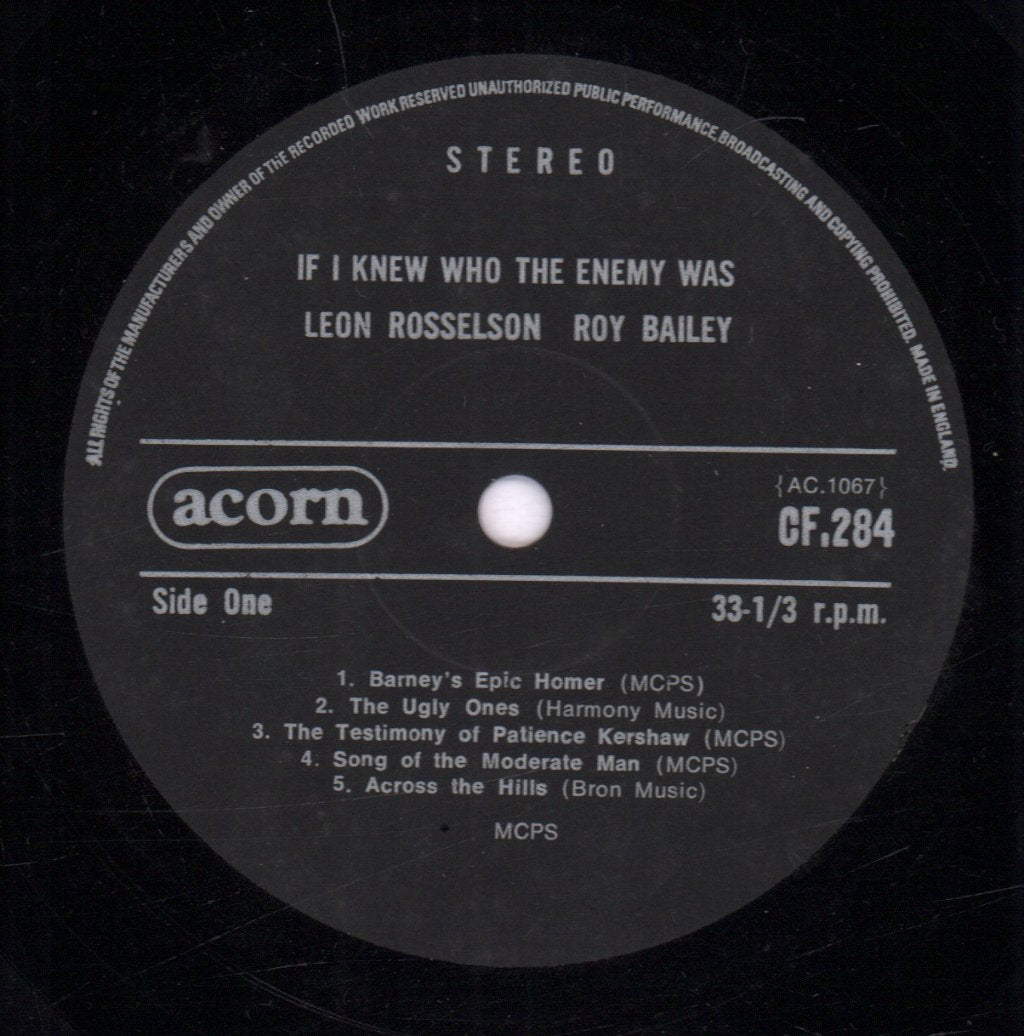 ALL RIGHTS OF THE MANUFACTURERS AND OWNER OF THE RECORDED WORK RESERVED UNAUTHORIZED PUBLIC PERFORMANCE, BROADCASTING AND COPYING PROHIBITED. MADE IN ENGLAND.
STEREO
IF I KNEW WHO THE ENEMY WAS
LEON ROSSELSON ROY BAILEY
acorn
{AC.1067}
CF.284
Side One
33-1/3 r.p.m.
1. Barney's Epic Homer (MCPS)
2. The Ugly Ones (Harmony Music)
3. The Testimony of Patience Kershaw (MCPS)
4. Song of the Moderate Man (MCPS)
5. Across the Hills (Bron Music)
MCPS